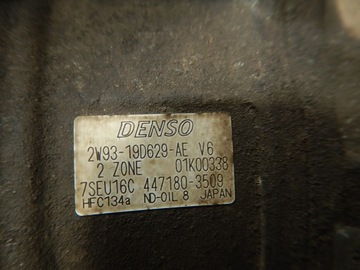 DENSO
2W93-19D629-AE V6
2 ZONE 01K00338
7SEU16C 447180-3509
HFC134a ND-OIL 8 JAPAN